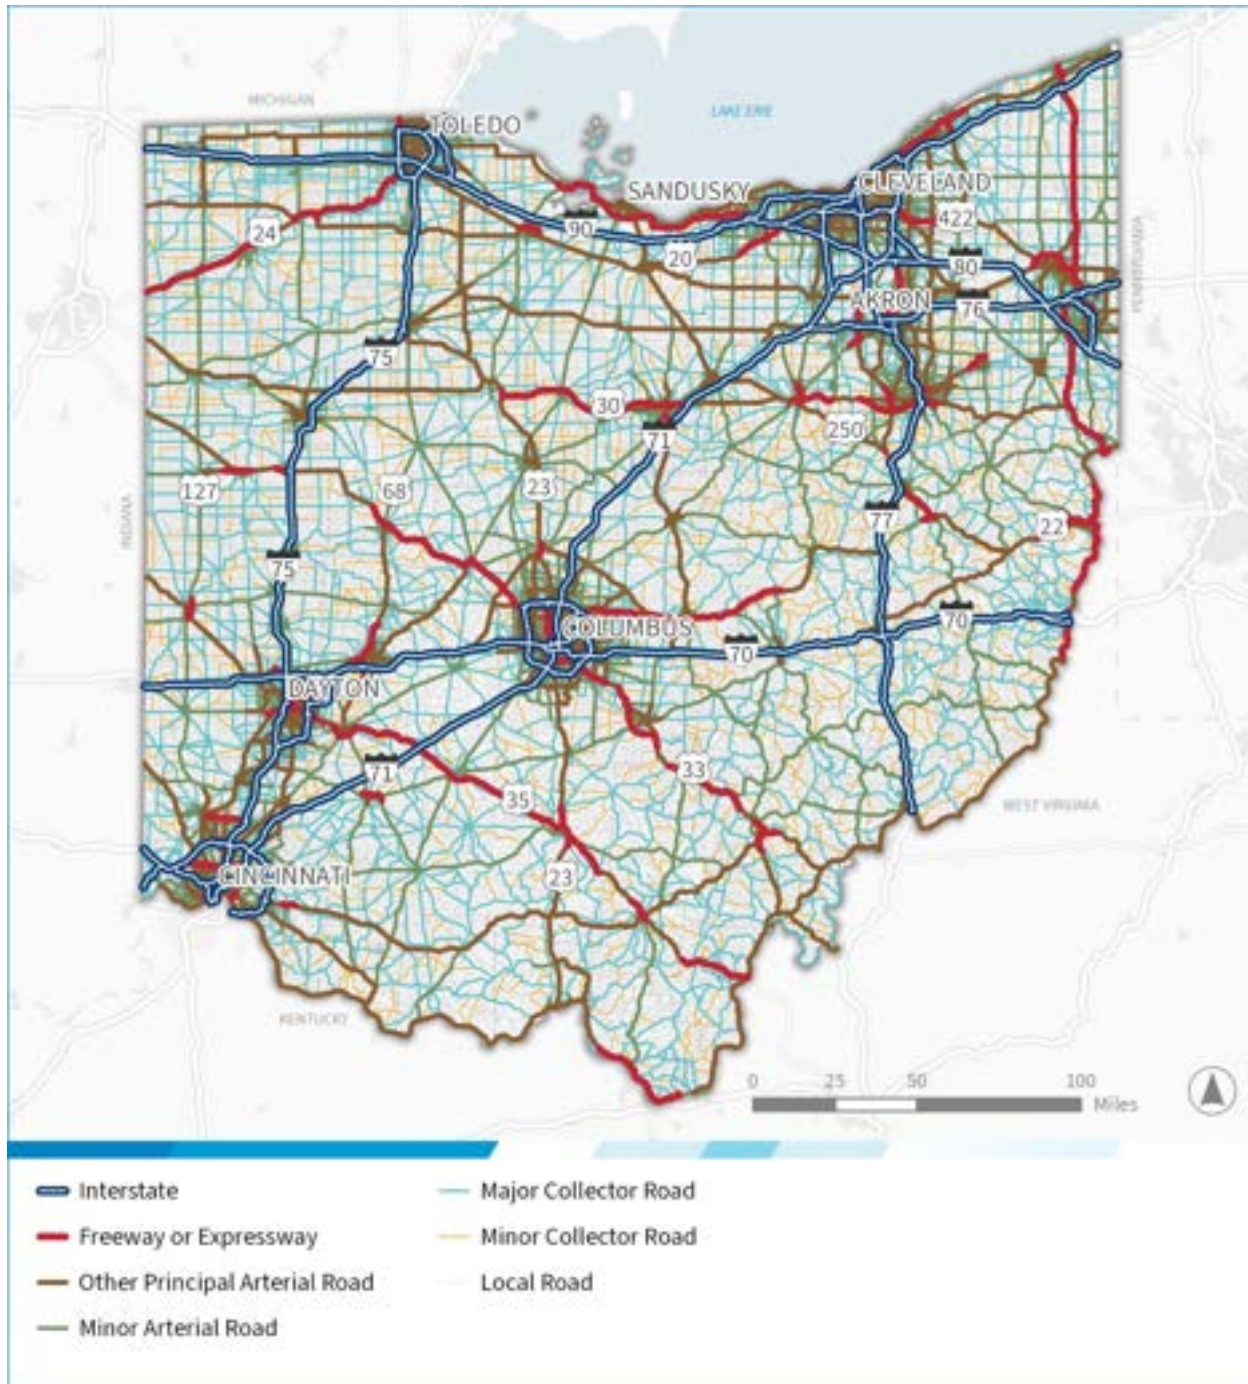 MICHIGAN
LAKE ERIE
TOLEDO
SANDUSKY
CLEVELAND
24
90
422
20
80
PENNSYLVANIA
AKRON
76
75
30
71
250
127
68
23
77
22
INDIANA
75
COLUMBUS
70
70
DAYTON
71
33
35
WEST VIRGINIA
CINCINNATI
23
KENTUCKY
0 25 50 100
Miles
Interstate
Freeway or Expressway
Other Principal Arterial Road
Minor Arterial Road
Major Collector Road
Minor Collector Road
Local Road